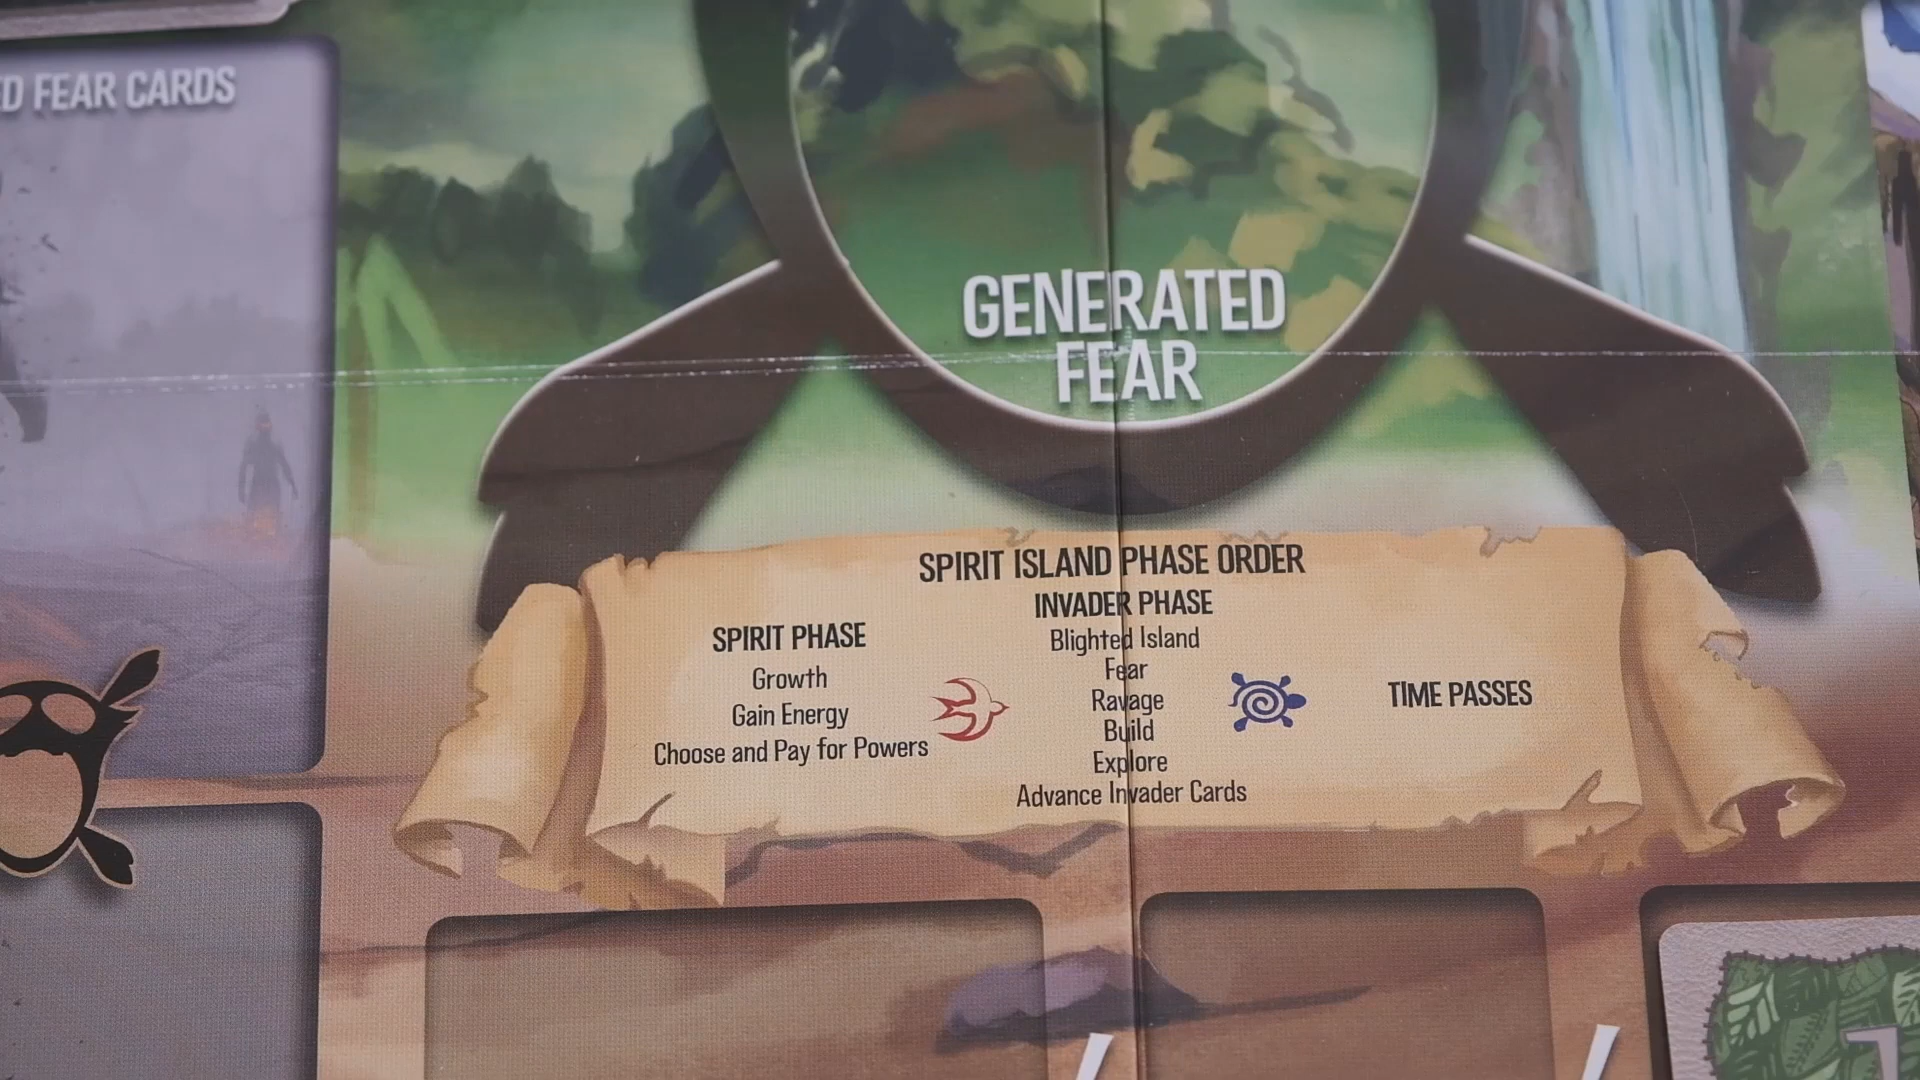 FEAR CARDS
GENERATED
FEAR
SPIRIT ISLAND PHASE ORDER
SPIRIT PHASE
Growth
Gain Energy
Choose and Pay for Powers
INVADER PHASE
Blighted Island
Fear
Ravage
Build
Explore
Advance Invader Cards
TIME PASSES